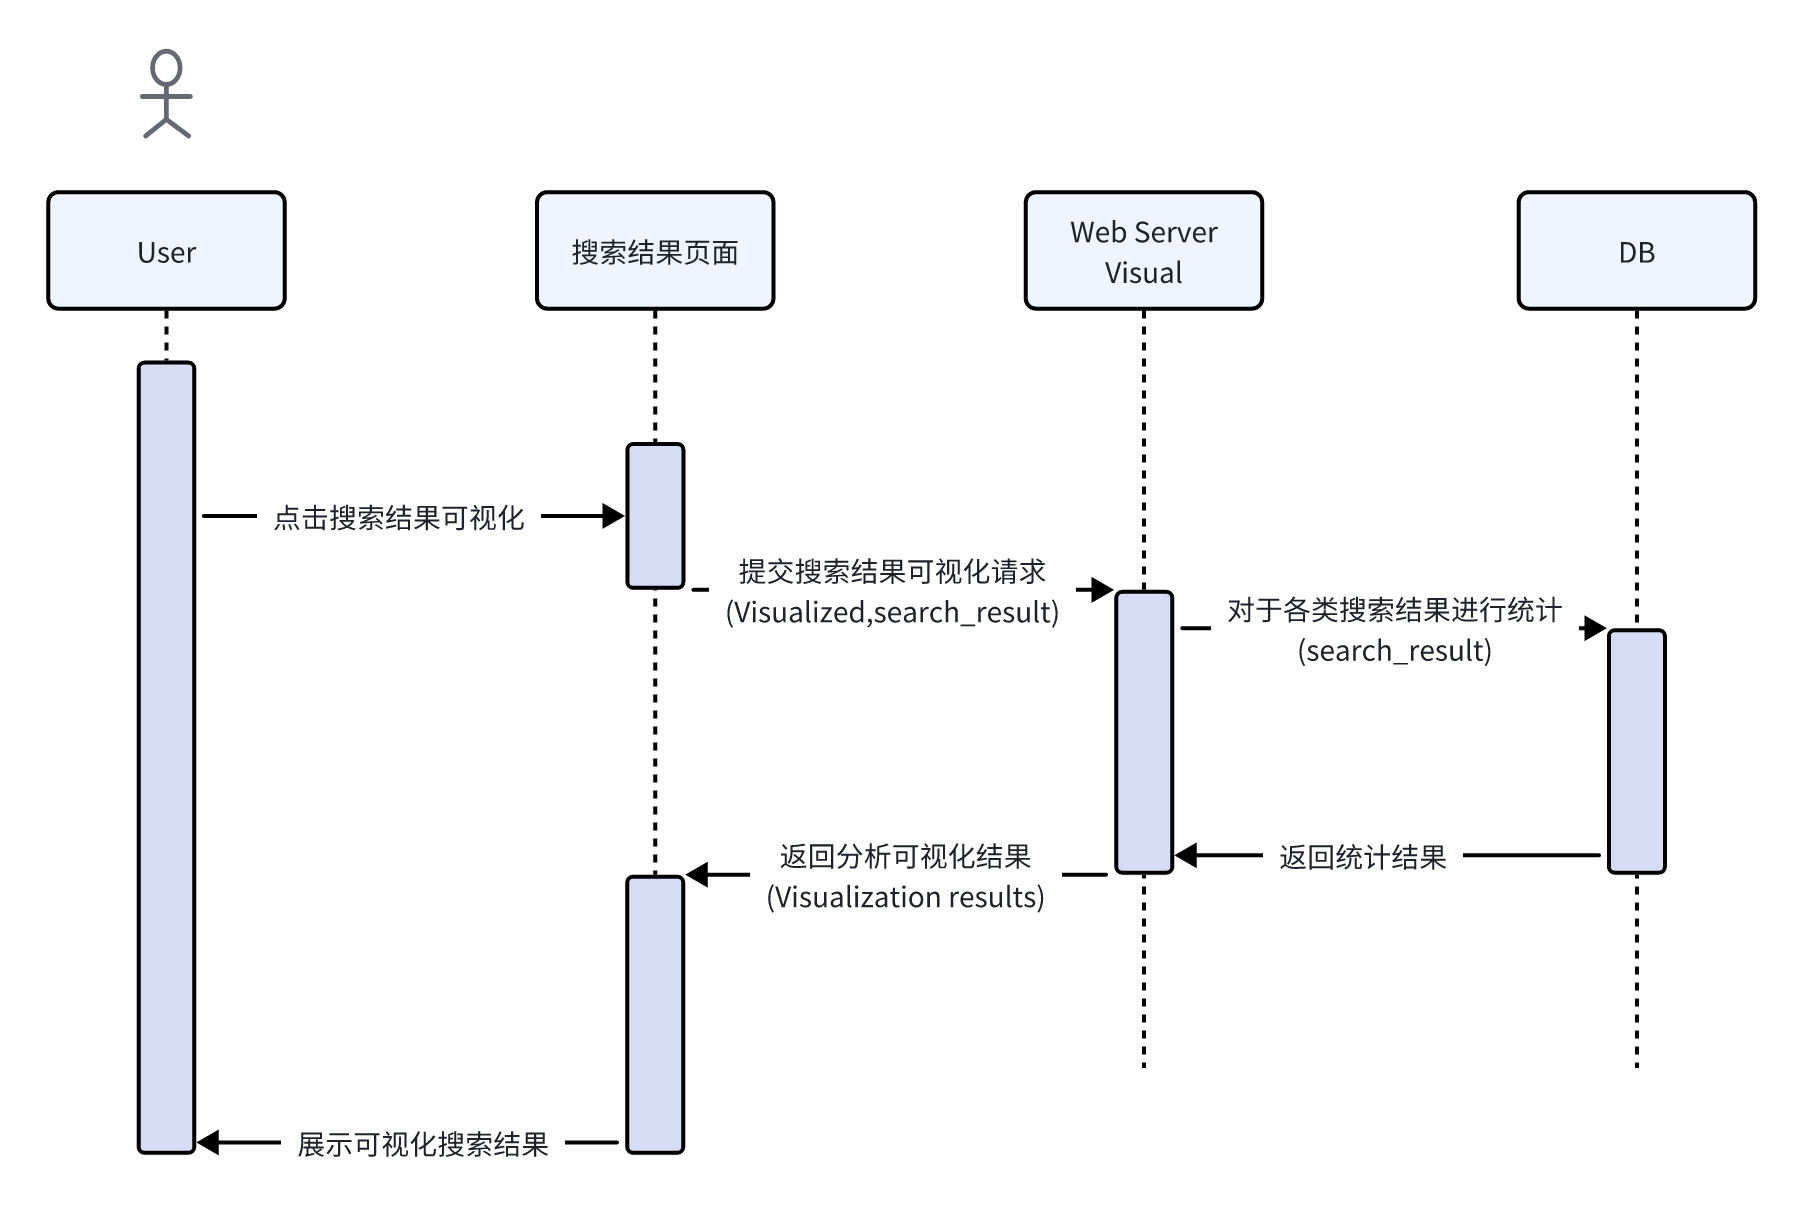 User
搜索结果页面
Web Server
Visual
DB
点击搜索结果可视化
提交搜索结果可视化请求
(Visualized,search_result)
对于各类搜索结果进行统计
(search_result)
返回分析可视化结果
(Visualization results)
返回统计结果
展示可视化搜索结果